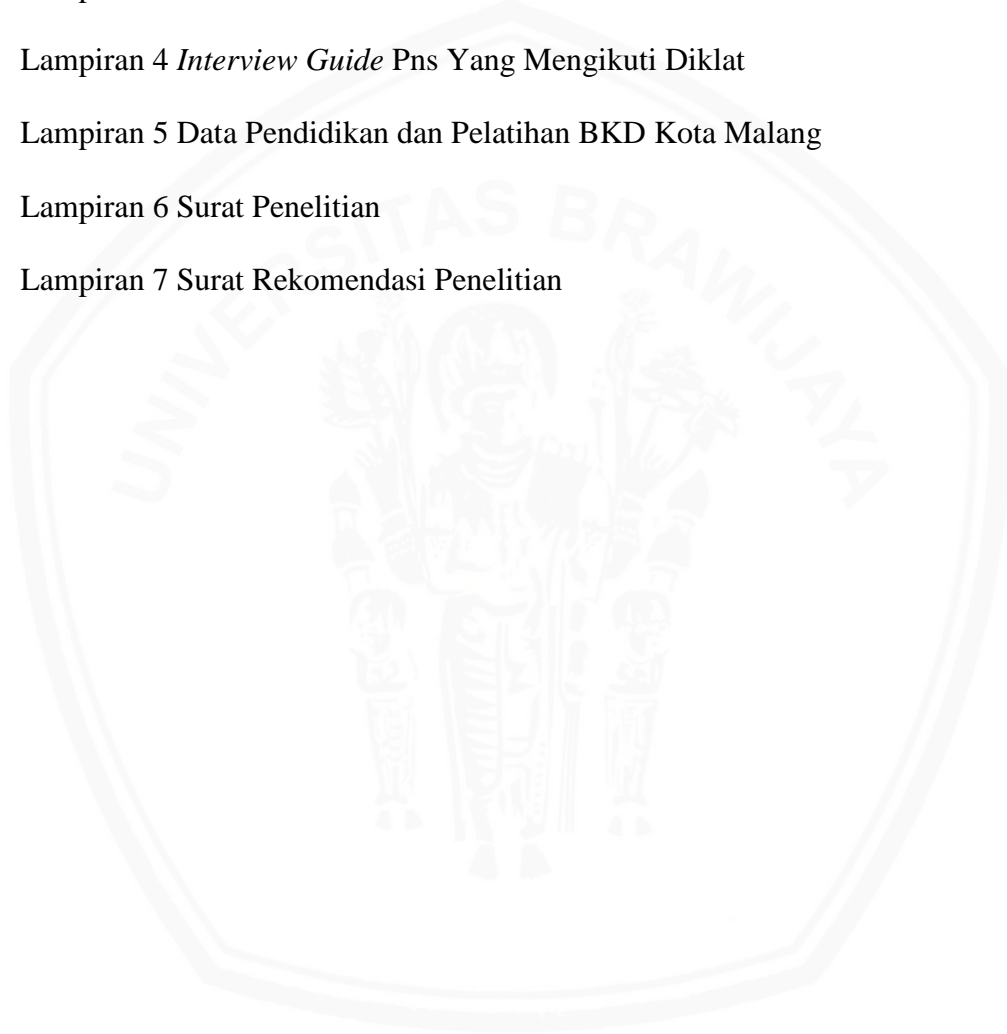 Lampiran 4 Interview Guide Pns Yang Mengikuti Diklat
Lampiran 5 Data Pendidikan dan Pelatihan BKD Kota Malang
Lampiran 6 Surat Penelitian
Lampiran 7 Surat Rekomendasi Penelitian
UNIVERSITAS BRAWIJAYA